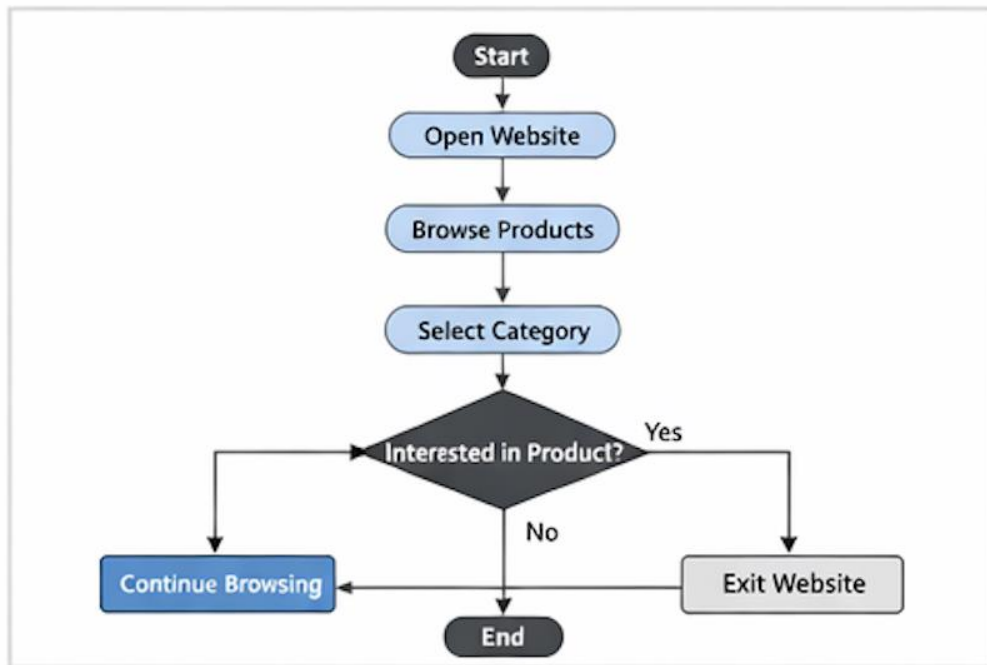 Start
Open Website
Browse Products
Select Category
Interested in Product?
Yes
No
Continue Browsing
Exit Website
End